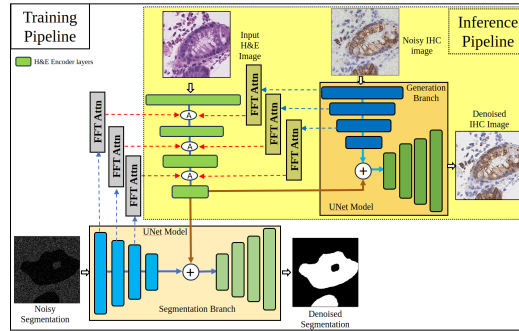 Training
Pipeline
H&E Encoder layers
Input
H&E
Image
Noisy IHC
image
Inference
Pipeline
Generation
Branch
Denoised
IHC Image
FFT Attn
FFT Attn
FFT Attn
FFT Attn
FFT Attn
FFT Attn
A
A
A
+
UNet Model
UNet Model
+
Noisy
Segmentation
Segmentation Branch
Denoised
Segmentation